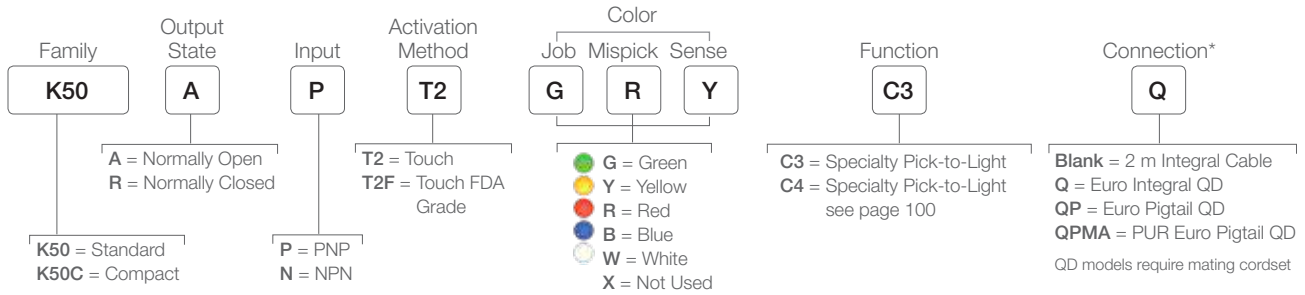 Color
Family
Output
State
Input
Activation
Method
Job
Mispick
Sense
Function
Connection*
K50
A
P
T2
G
R
Y
C3
Q
A = Normally Open
R = Normally Closed
K50 = Standard
K50C = Compact
P = PNP
N = NPN
T2 = Touch
T2F = Touch FDA
Grade
G = Green
Y = Yellow
R = Red
B = Blue
W = White
X = Not Used
C3 = Specialty Pick-to-Light
C4 = Specialty Pick-to-Light
see page 100
Blank = 2 m Integral Cable
Q = Euro Integral QD
QP = Euro Pigtail QD
QPMA = PUR Euro Pigtail QD
QD models require mating cordset